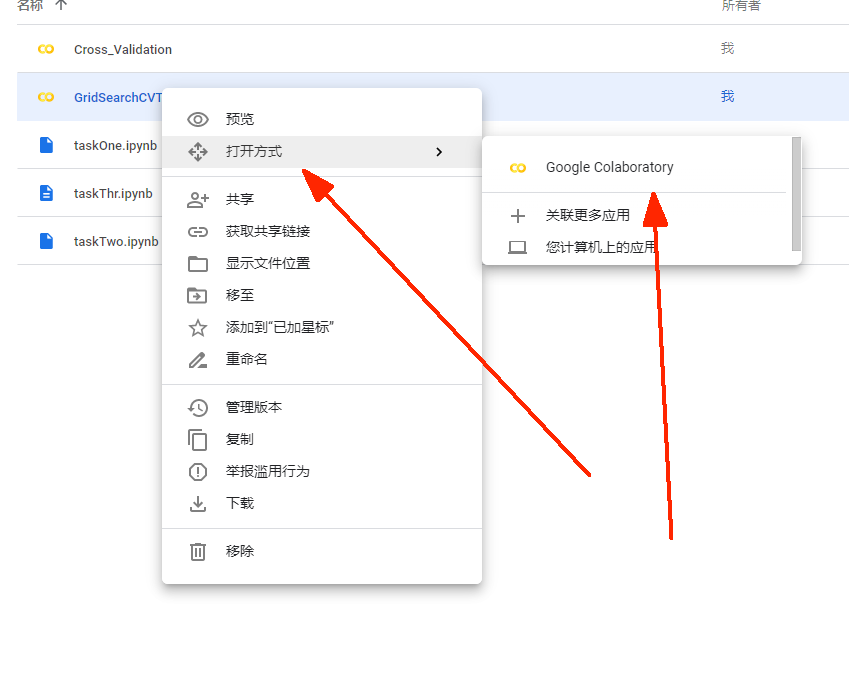 名称
所有者
Cross_Validation
我
GridSearchCVT
我
taskOne.ipynb
taskThr.ipynb
taskTwo.ipynb
预览
打开方式
共享
获取共享链接
显示文件位置
移至
添加到“已加星标”
重命名
管理版本
复制
举报滥用行为
下载
移除
Google Colaboratory
关联更多应用
您计算机上的应用